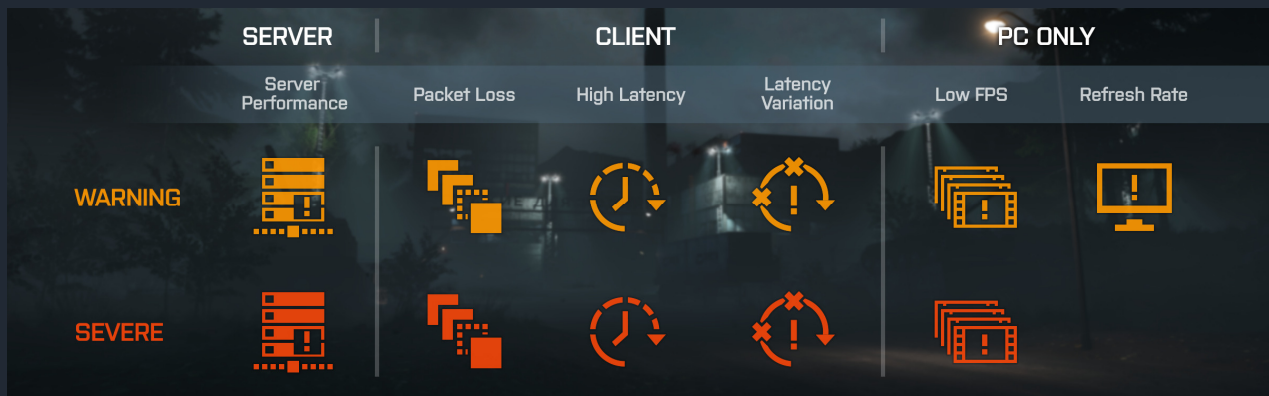 SERVER
CLIENT
PC ONLY
Server
Performance
Packet Loss
High Latency
Latency
Variation
Low FPS
Refresh Rate
WARNING
SEVERE